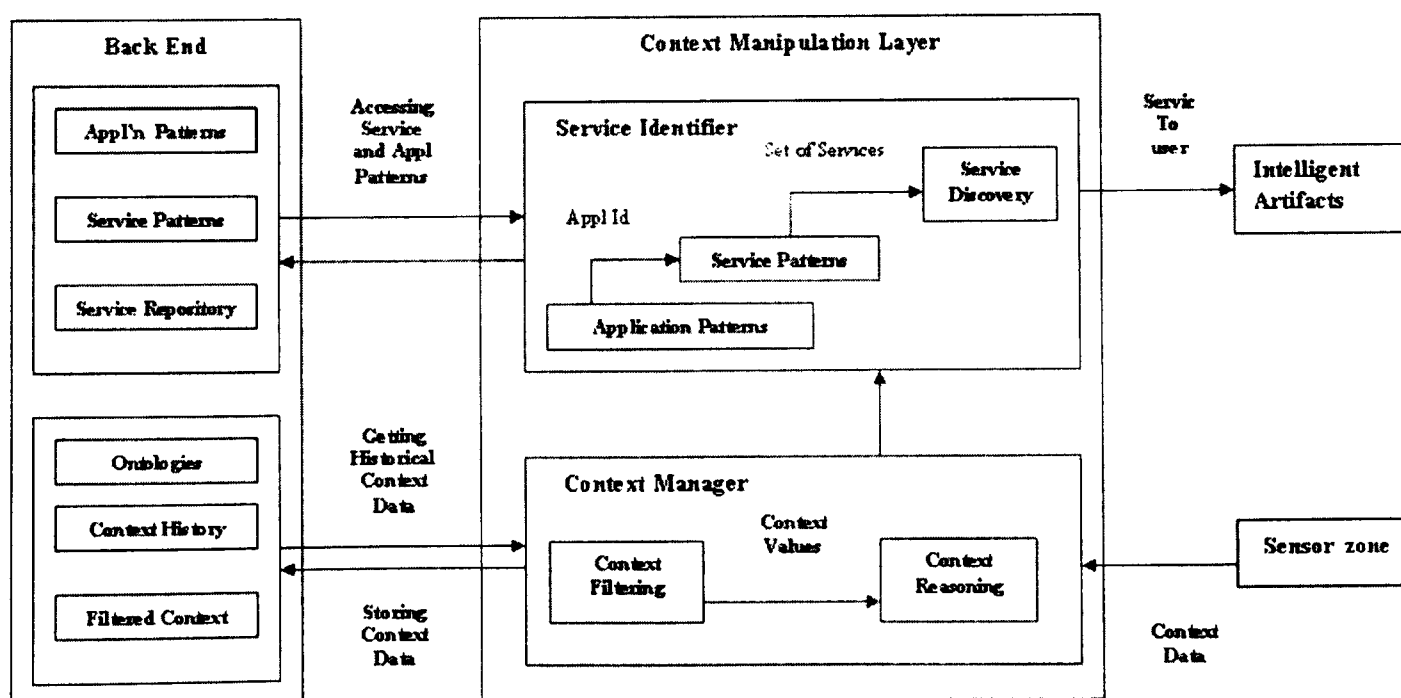 Back End
Appl'n Patterns
Service Patterns
Service Repository
Ontologies
Context History
Filtered Context
Accessing
Service
and Appl
Patterns
Getting
Historical
Context
Data
Storing
Context
Data
Context Manipulation Layer
Service Identifier
Set of Services
Service
Discovery
Appl Id
Service Patterns
Application Patterns
Context Manager
Context
Values
Context
Filtering
Context
Reasoning
Servic
To
user
Intelligent
Artifacts
Sensor zone
Context
Data